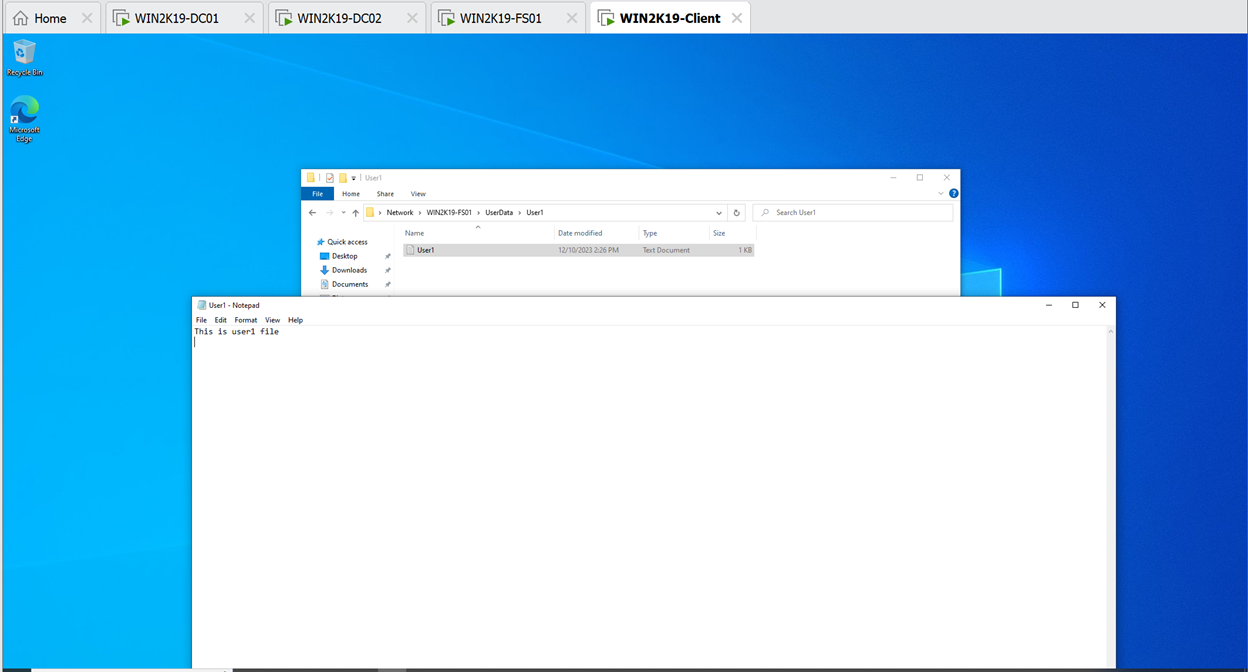 Home
WIN2K19-DC01
WIN2K19-DC02
WIN2K19-FS01
WIN2K19-Client
Recycle Bin
Microsoft
Edge
User1
File Home Share View
Network › WIN2K19-FS01 › UserData › User1
Search User1
Name Date modified Type Size
Quick access
User1 12/10/2023 2:26 PM Text Document 1 KB
Desktop
Downloads
Documents
User1 - Notepad
File Edit Format View Help
This is user1 file